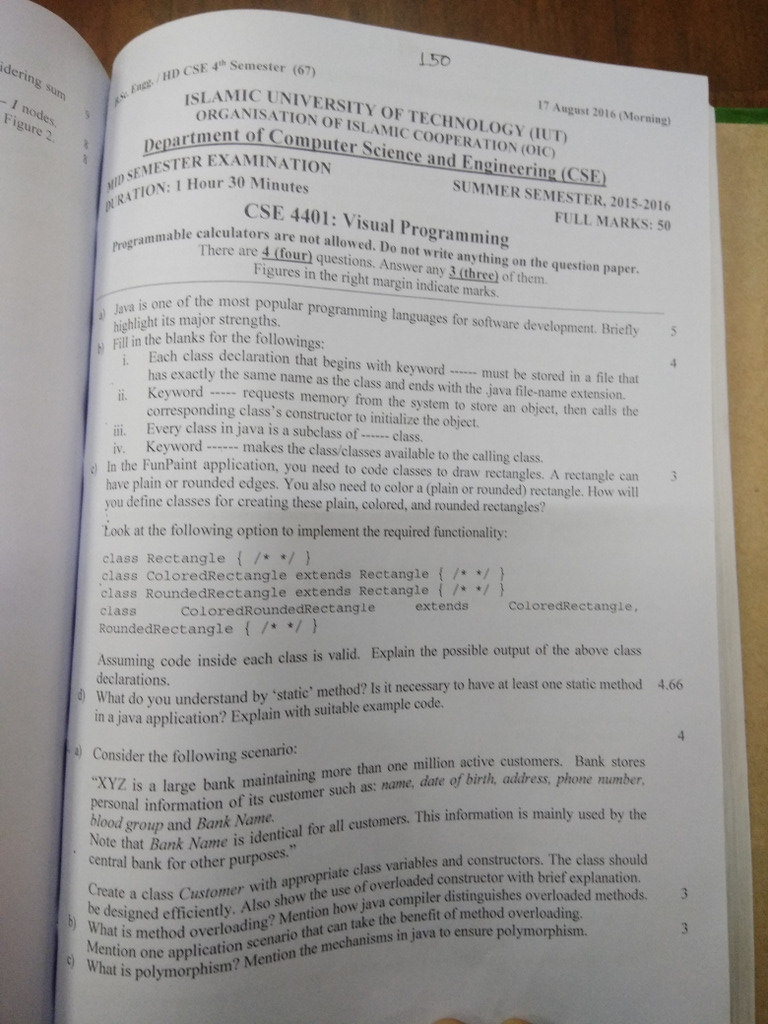 idering sum
- 1 nodes.
Figure 2.
150
B.Sc. Engg. / HD CSE 4th Semester (67)
17 August 2016 (Morning)
ISLAMIC UNIVERSITY OF TECHNOLOGY (IUT)
ORGANISATION OF ISLAMIC COOPERATION (OIC)
Department of Computer Science and Engineering (CSE)
MID SEMESTER EXAMINATION
SUMMER SEMESTER, 2015-2016
DURATION: 1 Hour 30 Minutes
FULL MARKS: 50
CSE 4401: Visual Programming
Programmable calculators are not allowed. Do not write anything on the question paper.
There are 4 (four) questions. Answer any 3 (three) of them.
Figures in the right margin indicate marks.
a) Java is one of the most popular programming languages for software development. Briefly 5
highlight its major strengths.
b) Fill in the blanks for the followings: 4
i. Each class declaration that begins with keyword ------ must be stored in a file that
has exactly the same name as the class and ends with the .java file-name extension.
ii. Keyword ----- requests memory from the system to store an object, then calls the
corresponding class's constructor to initialize the object.
iii. Every class in java is a subclass of ------ class.
iv. Keyword ------ makes the class/classes available to the calling class.
c) In the FunPaint application, you need to code classes to draw rectangles. A rectangle can 3
have plain or rounded edges. You also need to color a (plain or rounded) rectangle. How will
you define classes for creating these plain, colored, and rounded rectangles?
Look at the following option to implement the required functionality:
class Rectangle { /* */ }
class ColoredRectangle extends Rectangle { /* */ }
class RoundedRectangle extends Rectangle { /* */ }
class ColoredRoundedRectangle extends ColoredRectangle,
RoundedRectangle { /* */ }
Assuming code inside each class is valid. Explain the possible output of the above class
declarations.
d) What do you understand by 'static' method? Is it necessary to have at least one static method 4.66
in a java application? Explain with suitable example code.
a) Consider the following scenario: 4
"XYZ is a large bank maintaining more than one million active customers. Bank stores
personal information of its customer such as: name, date of birth, address, phone number,
blood group and Bank Name.
Note that Bank Name is identical for all customers. This information is mainly used by the
central bank for other purposes."
Create a class Customer with appropriate class variables and constructors. The class should
be designed efficiently. Also show the use of overloaded constructor with brief explanation.
b) What is method overloading? Mention how java compiler distinguishes overloaded methods. 3
Mention one application scenario that can take the benefit of method overloading.
c) What is polymorphism? Mention the mechanisms in java to ensure polymorphism. 3